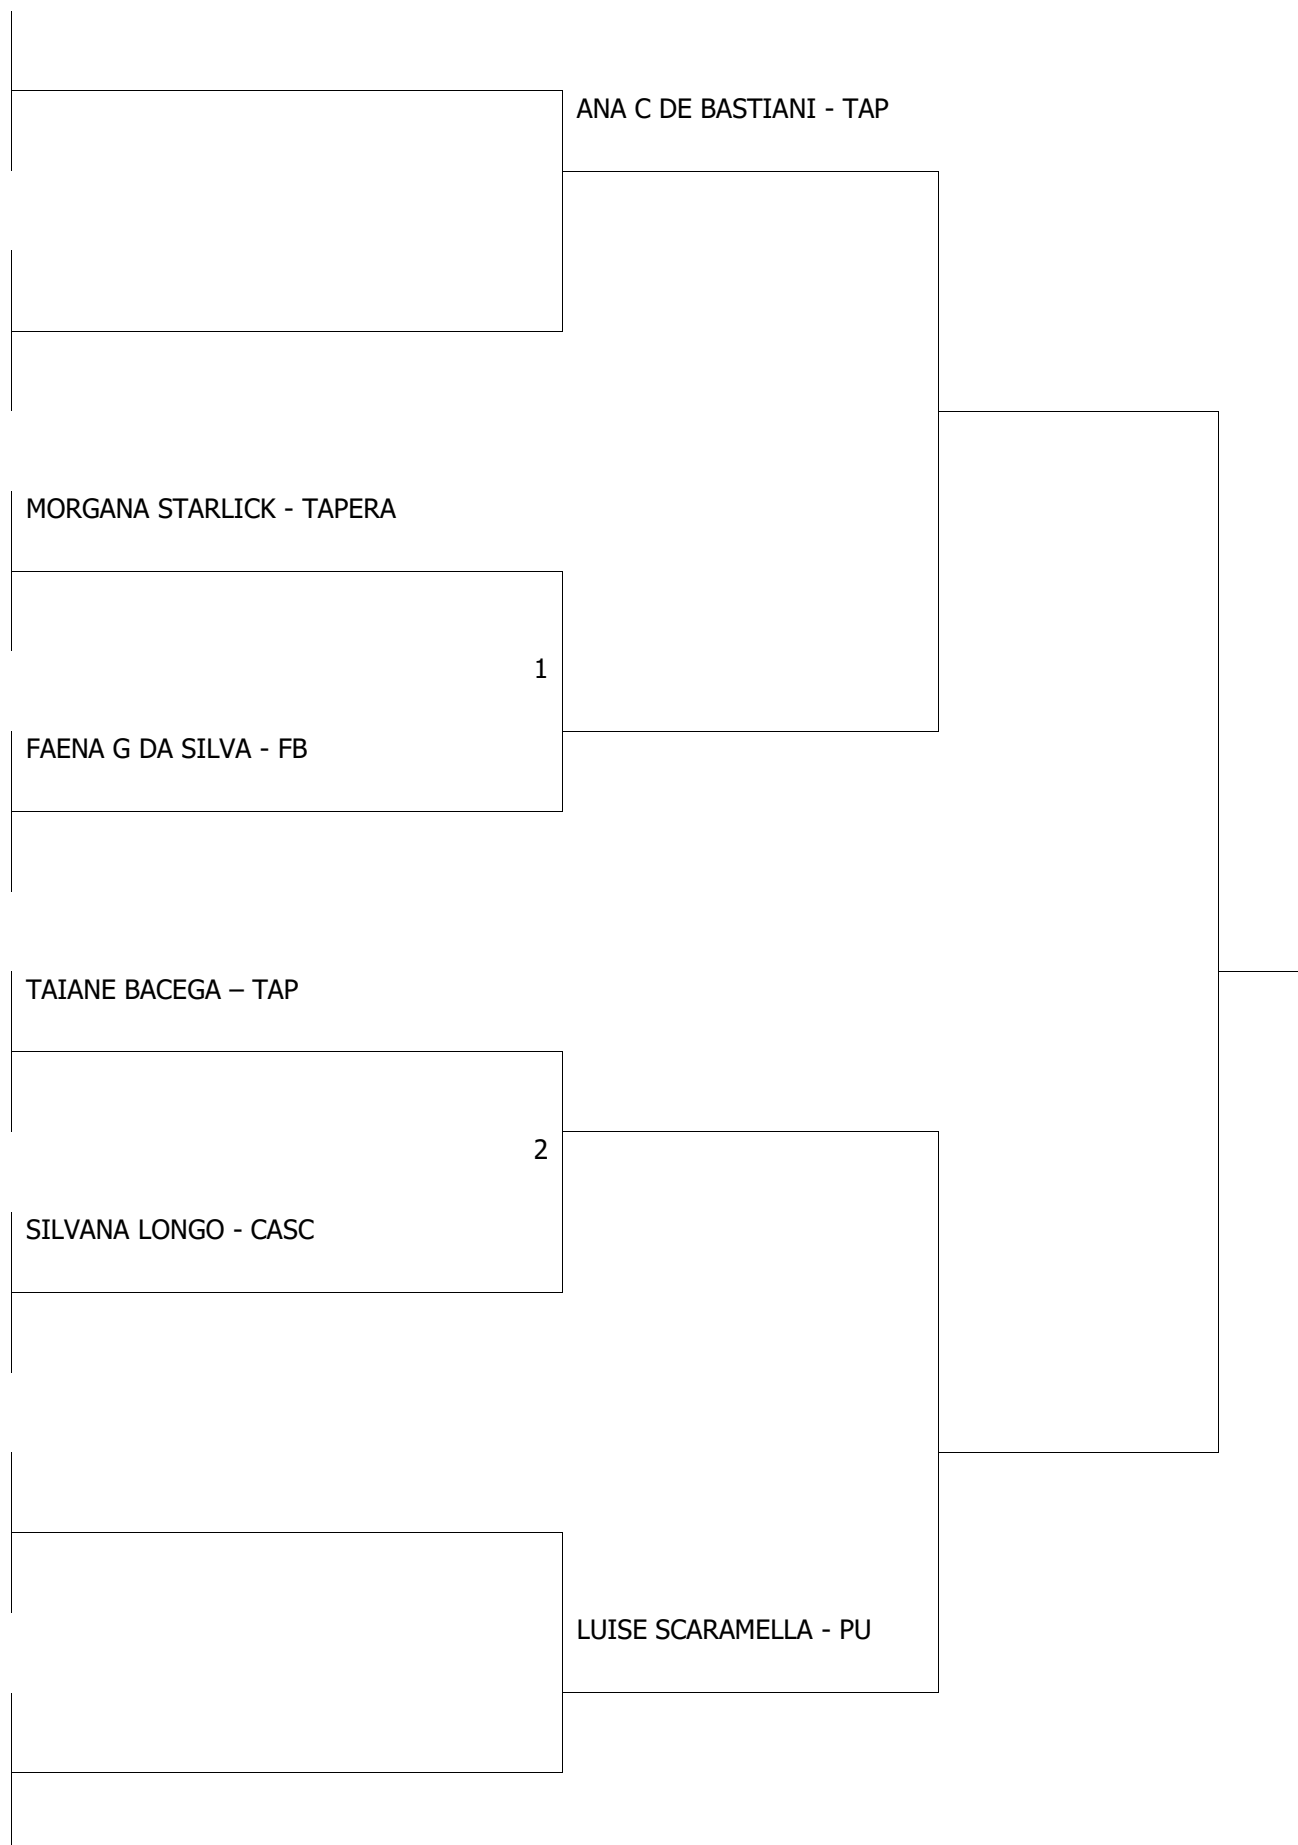 ANA C DE BASTIANI - TAP
MORGANA STARLICK - TAPERA
1
FAENA G DA SILVA - FB
TAIANE BACEGA – TAP
2
SILVANA LONGO - CASC
LUISE SCARAMELLA - PU